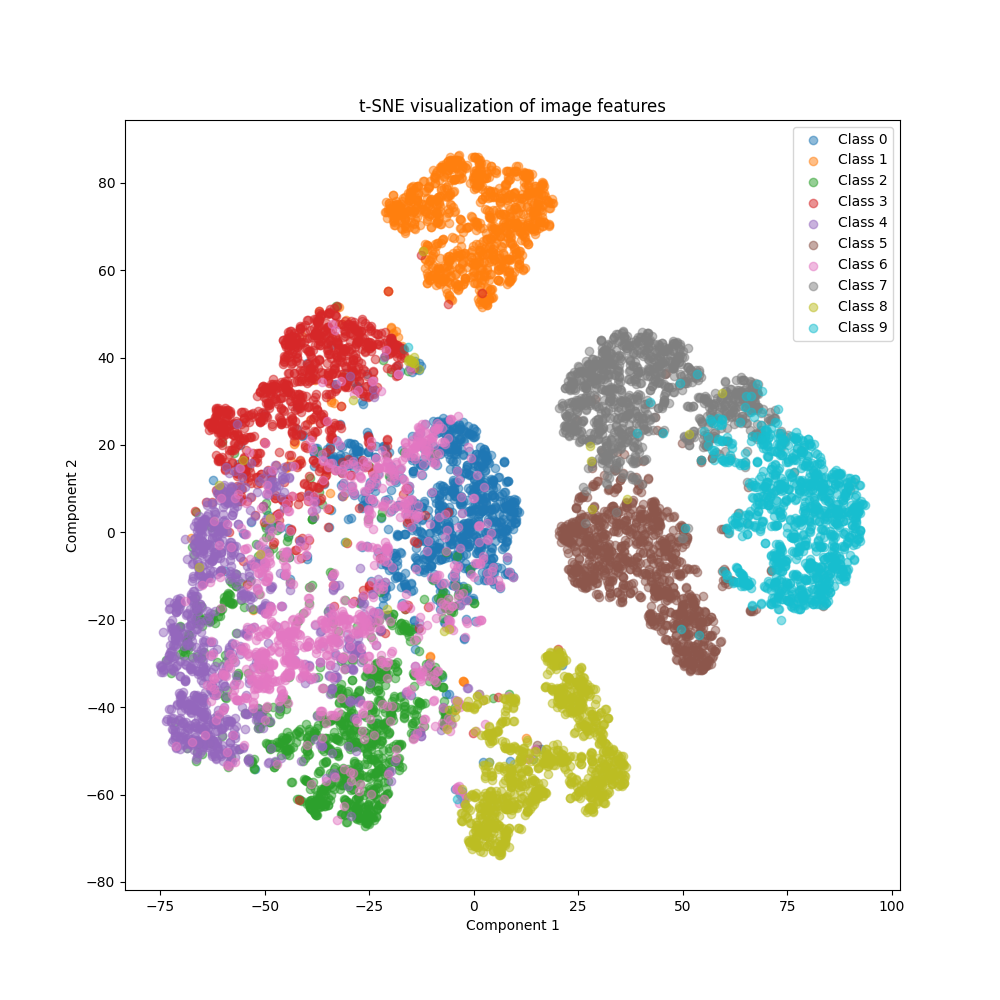 t-SNE visualization of image features
Class 0
Class 1
Class 2
Class 3
Class 4
Class 5
Class 6
Class 7
Class 8
Class 9
80
60
40
20
0
−20
−40
−60
−80
Component 2
−75 −50 −25 0 25 50 75 100
Component 1